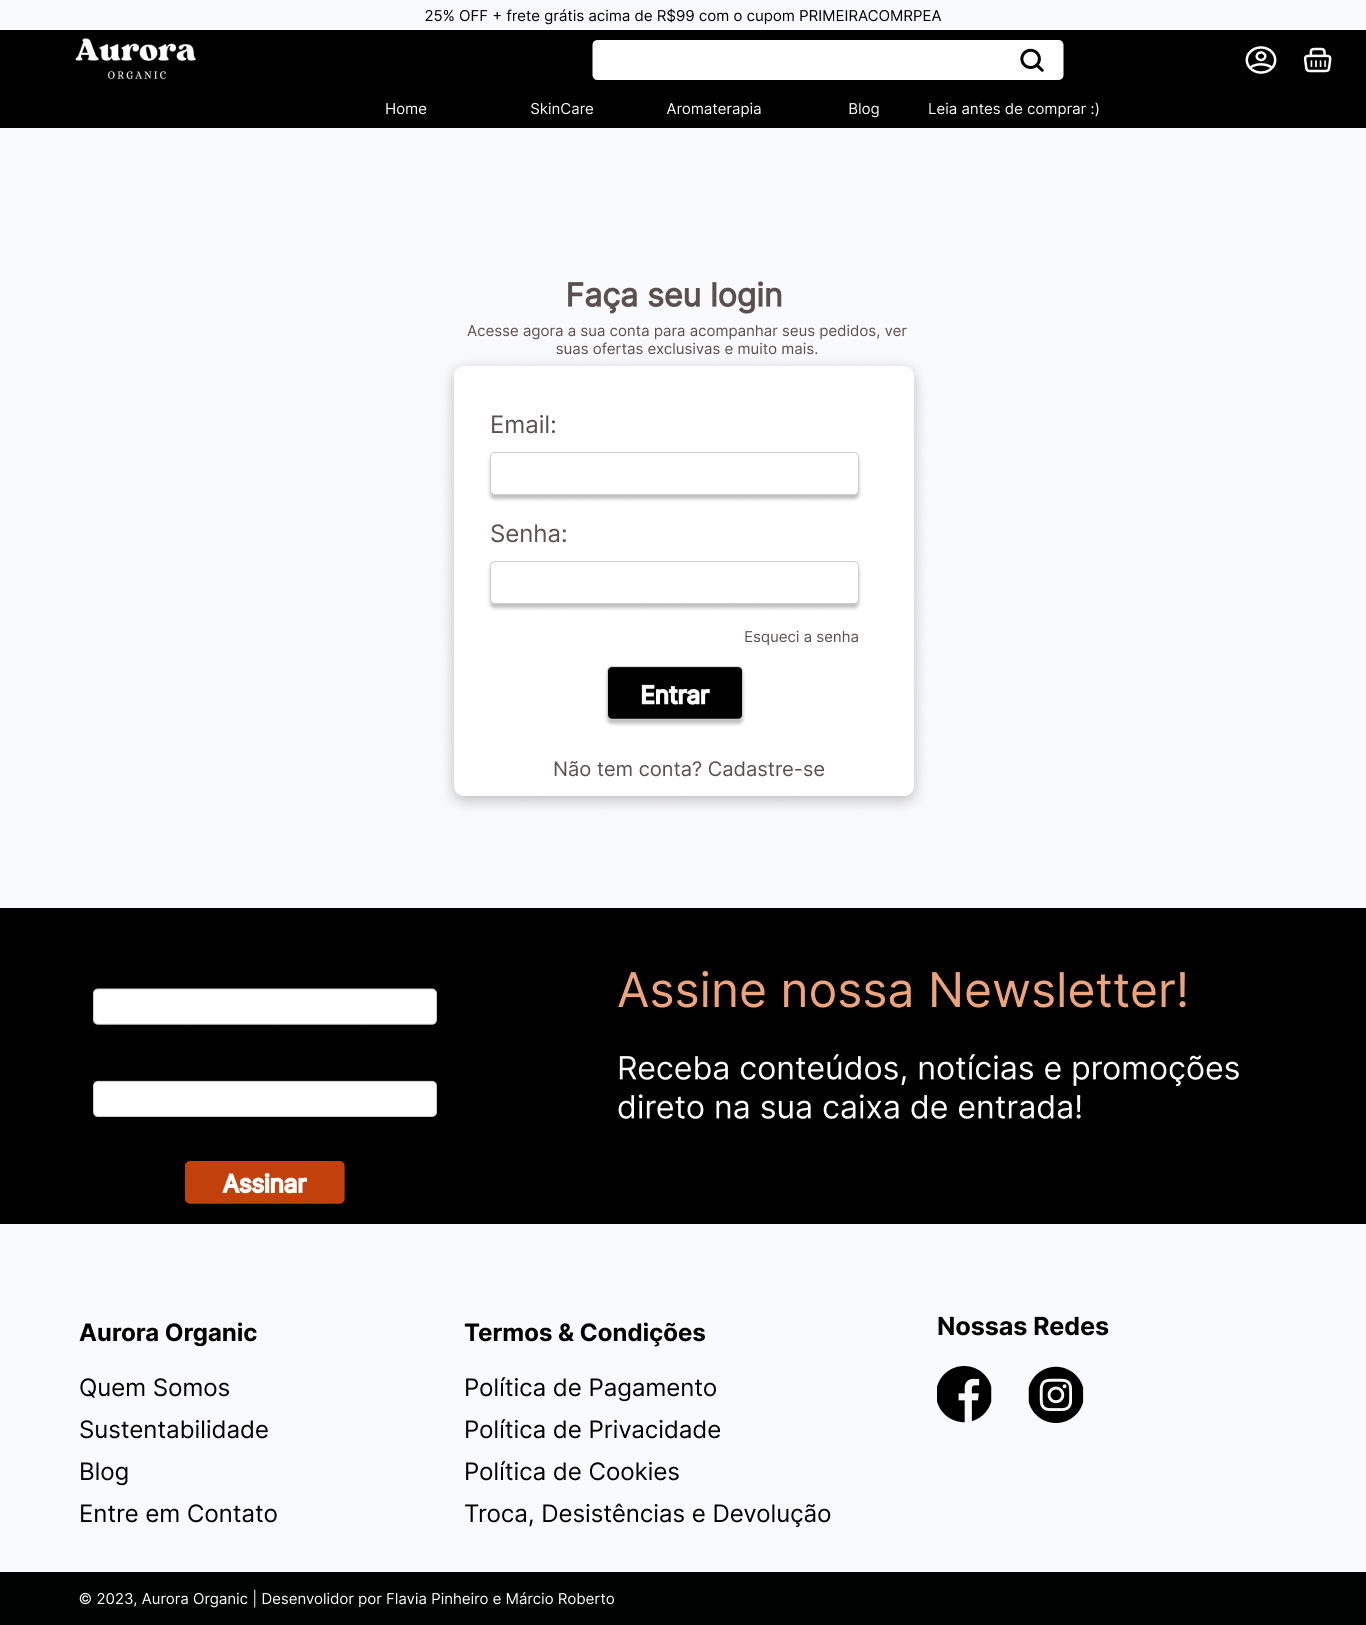 25% OFF + frete grátis acima de R$99 com o cupom PRIMEIRACOMRPEA
Aurora
ORGANIC
Home SkinCare Aromaterapia Blog Leia antes de comprar :)
Faça seu login
Acesse agora a sua conta para acompanhar seus pedidos, ver
suas ofertas exclusivas e muito mais.
Email:
Senha:
Esqueci a senha
Entrar
Não tem conta? Cadastre-se
Assine nossa Newsletter!
Receba conteúdos, notícias e promoções
direto na sua caixa de entrada!
Assinar
Aurora Organic
Quem Somos
Sustentabilidade
Blog
Entre em Contato
Termos & Condições
Política de Pagamento
Política de Privacidade
Política de Cookies
Troca, Desistências e Devolução
Nossas Redes
© 2023, Aurora Organic | Desenvolidor por Flavia Pinheiro e Márcio Roberto